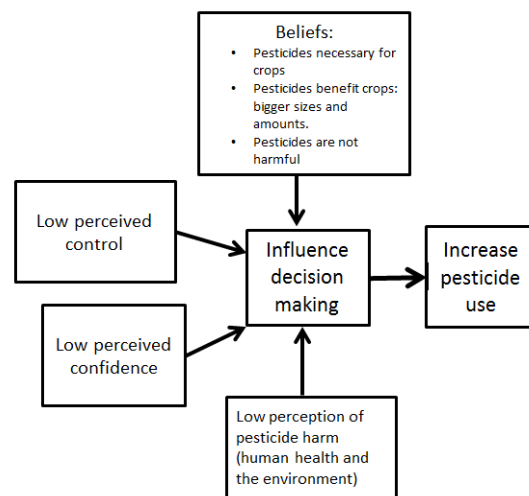 Beliefs:
• Pesticides necessary for
crops
• Pesticides benefit crops:
bigger sizes and
amounts.
• Pesticides are not
harmful
Low perceived
control
Influence
decision
making
Increase
pesticide
use
Low perceived
confidence
Low perception of
pesticide harm
(human health and
the environment)